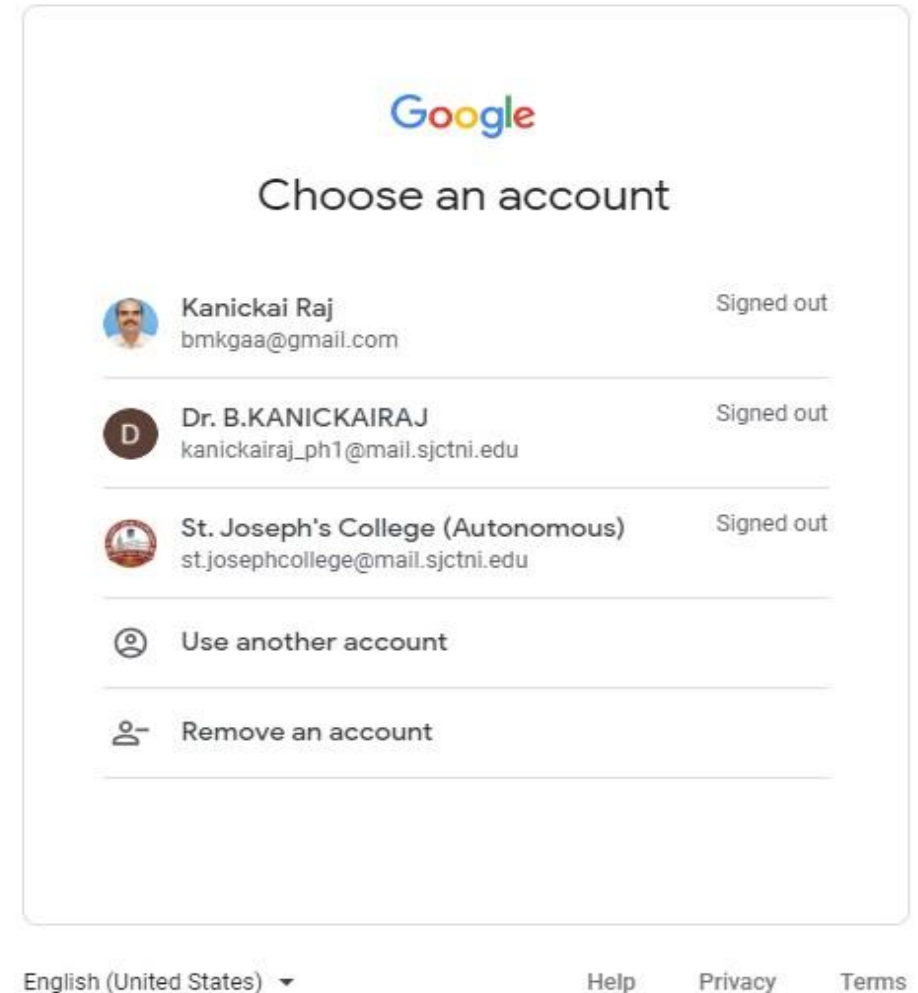 Google
Choose an account
Kanickai Raj
Signed out
bmkgaa@gmail.com
Dr. B.KANICKAIRAJ
Signed out
D
kanickairaj_ph1@mail.sjctni.edu
St. Joseph's College (Autonomous)
Signed out
st.josephcollege@mail.sjctni.edu
Use another account
Remove an account
English (United States)
Help Privacy Terms